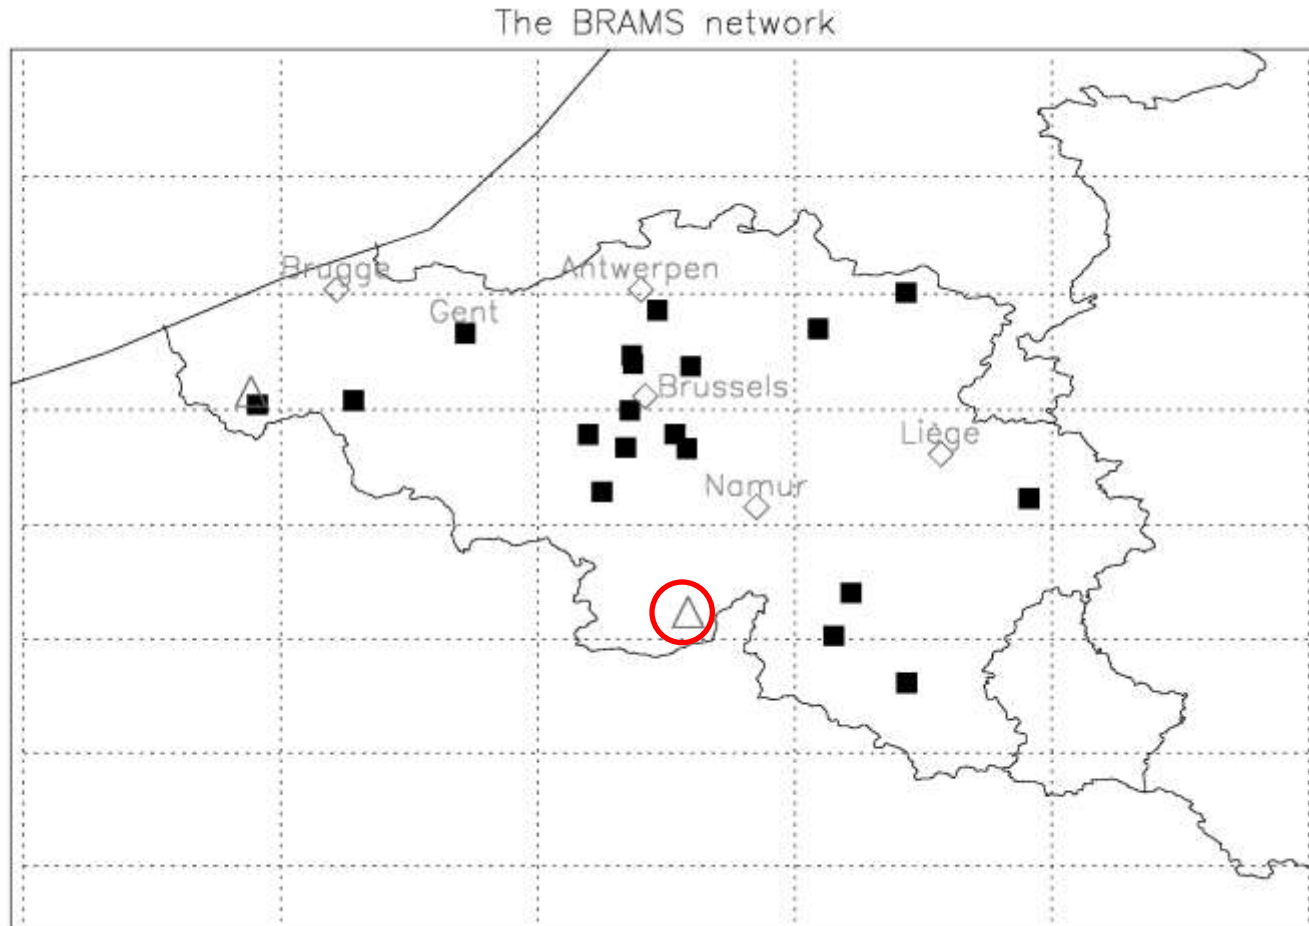 The BRAMS network
Brugge
Antwerpen
Gent
Brussels
Liège
Namur